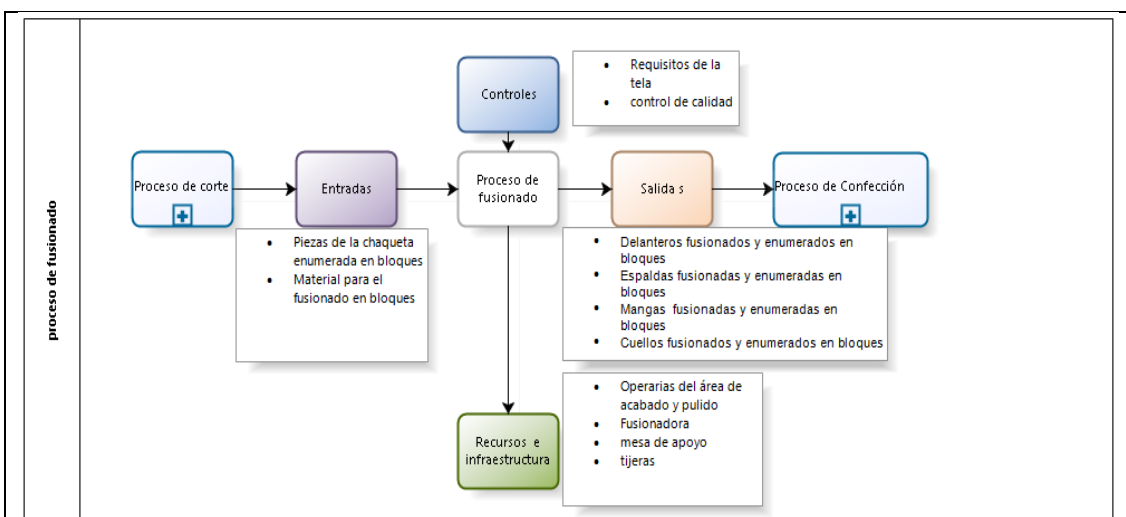 proceso de fusionado
Controles
• Requisitos de la
tela
• control de calidad
Proceso de corte
Entradas
Proceso de
fusionado
Salida s
Proceso de Confección
• Piezas de la chaqueta
enumerada en bloques
• Material para el
fusionado en bloques
• Delanteros fusionados y enumerados en
bloques
• Espaldas fusionadas y enumeradas en
bloques
• Mangas fusionadas y enumeradas en
bloques
• Cuellos fusionados y enumerados en bloques
Recursos e
infraestructura
• Operarias del área de
acabado y pulido
• Fusionadora
• mesa de apoyo
• tijeras